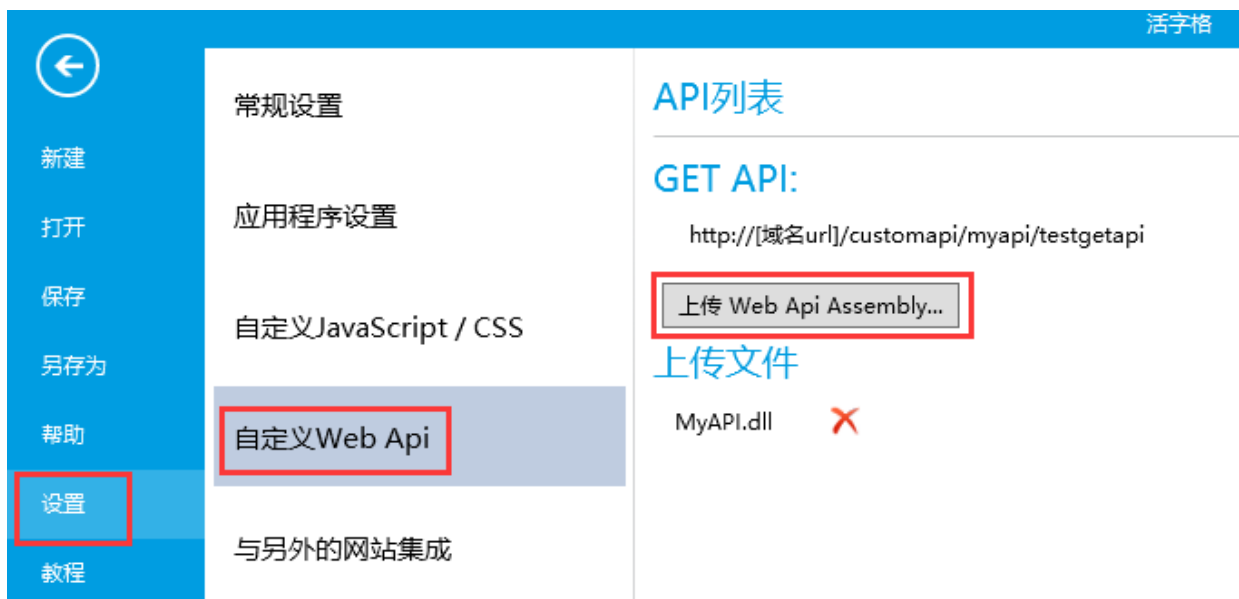 活字格
新建
打开
保存
另存为
帮助
设置
教程
常规设置
应用程序设置
自定义JavaScript / CSS
自定义Web Api
与另外的网站集成
API列表
GET API:
http://[域名url]/customapi/myapi/testgetapi
上传 Web Api Assembly...
上传文件
MyAPI.dll